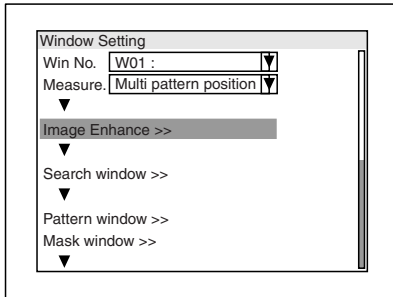 Window Setting
Win No. W01 :
Measure. Multi pattern position
Image Enhance >>
Search window >>
Pattern window >>
Mask window >>